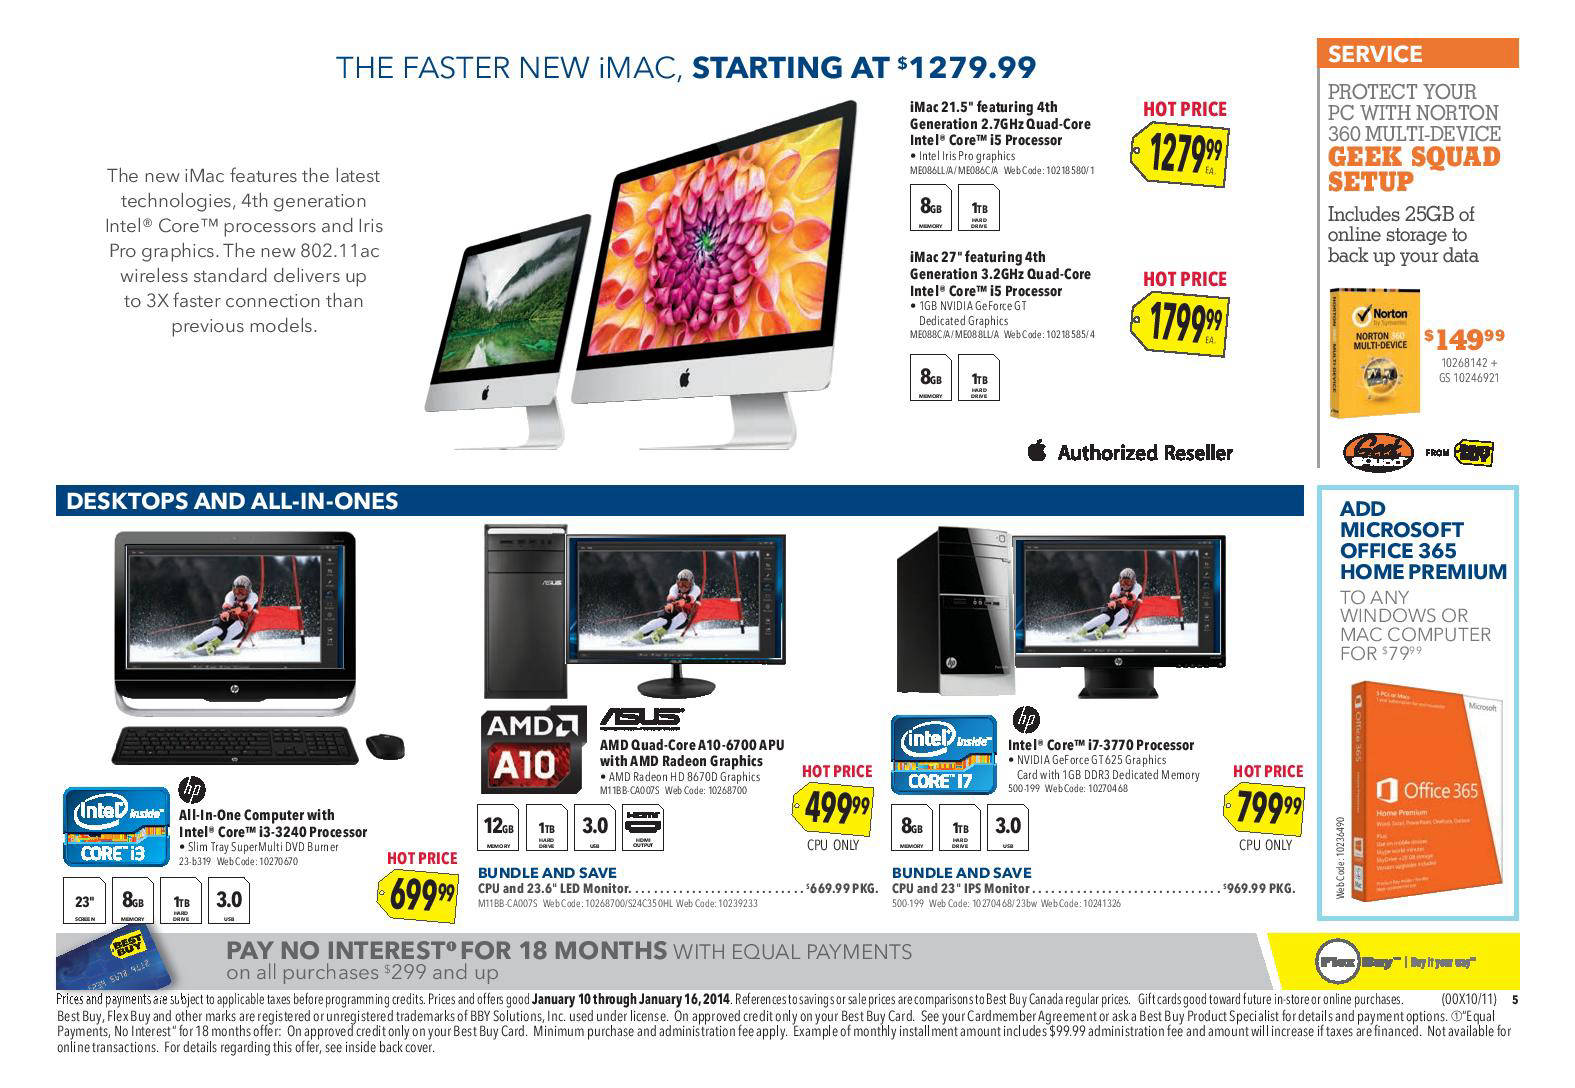 THE FASTER NEW iMAC, STARTING AT $1279.99
The new iMac features the latest
technologies, 4th generation
Intel® Core™ processors and Iris
Pro graphics. The new 802.11ac
wireless standard delivers up
to 3X faster connection than
previous models.
iMac 21.5" featuring 4th
Generation 2.7GHz Quad-Core
Intel® Core™ i5 Processor
• Intel Iris Pro graphics
ME086LL/A/ME086C/A Web Code: 10218580/1
8GB MEMORY
1TB HARD DRIVE
HOT PRICE
1279.99 EA.
iMac 27" featuring 4th
Generation 3.2GHz Quad-Core
Intel® Core™ i5 Processor
• 1GB NVIDIA GeForce GT
Dedicated Graphics
ME088C/A/ME088LL/A Web Code: 10218585/4
8GB MEMORY
1TB HARD DRIVE
HOT PRICE
1799.99 EA.
Authorized Reseller
SERVICE
PROTECT YOUR
PC WITH NORTON
360 MULTI-DEVICE
GEEK SQUAD
SETUP
Includes 25GB of
online storage to
back up your data
Norton
by Symantec
NORTON 360
MULTI-DEVICE
$149.99
10268142 +
GS 10246921
Geek SQUAD FROM BEST BUY
DESKTOPS AND ALL-IN-ONES
hp
intel inside™
CORE™ i3
All-In-One Computer with
Intel® Core™ i3-3240 Processor
• Slim Tray SuperMulti DVD Burner
23-b319 Web Code: 10270670
23" SCREEN
8GB MEMORY
1TB HARD DRIVE
3.0 USB
HOT PRICE
699.99
AMD
A10
ASUS
AMD Quad-Core A10-6700 APU
with AMD Radeon Graphics
• AMD Radeon HD 8670D Graphics
M11BB-CA007S Web Code: 10268700
12GB MEMORY
1TB HARD DRIVE
3.0 USB
HDMI HDMI OUTPUT
HOT PRICE
499.99
CPU ONLY
BUNDLE AND SAVE
CPU and 23.6" LED Monitor. . . . . . . . . . . . . . . . . . . . . . . . . . $669.99 PKG.
M11BB-CA007S Web Code: 10268700/S24C350HL Web Code: 10239233
intel inside™
CORE™ i7
hp
Intel® Core™ i7-3770 Processor
• NVIDIA GeForce GT625 Graphics
Card with 1GB DDR3 Dedicated Memory
500-199 Web Code: 10270468
8GB MEMORY
1TB HARD DRIVE
3.0 USB
HOT PRICE
799.99
CPU ONLY
BUNDLE AND SAVE
CPU and 23" IPS Monitor . . . . . . . . . . . . . . . . . . . . . . . . . . . . $969.99 PKG.
500-199 Web Code: 10270468/23bw Web Code: 10241326
ADD
MICROSOFT
OFFICE 365
HOME PREMIUM
TO ANY
WINDOWS OR
MAC COMPUTER
FOR $79.99
Microsoft
Office 365
Home Premium
Web Code: 10236490
BEST BUY
PAY NO INTEREST① FOR 18 MONTHS WITH EQUAL PAYMENTS
on all purchases $299 and up
Flex Buy™ | Buy it your way™
Prices and payments are subject to applicable taxes before programming credits. Prices and offers good January 10 through January 16, 2014. References to savings or sale prices are comparisons to Best Buy Canada regular prices. Gift cards good toward future in-store or online purchases. (00X10/11) 5
Best Buy, Flex Buy and other marks are registered or unregistered trademarks of BBY Solutions, Inc. used under license. On approved credit only on your Best Buy Card. See your Cardmember Agreement or ask a Best Buy Product Specialist for details and payment options. ①"Equal
Payments, No Interest" for 18 months offer: On approved credit only on your Best Buy Card. Minimum purchase and administration fee apply. Example of monthly installment amount includes $99.99 administration fee and amount will increase if taxes are financed. Not available for
online transactions. For details regarding this offer, see inside back cover.